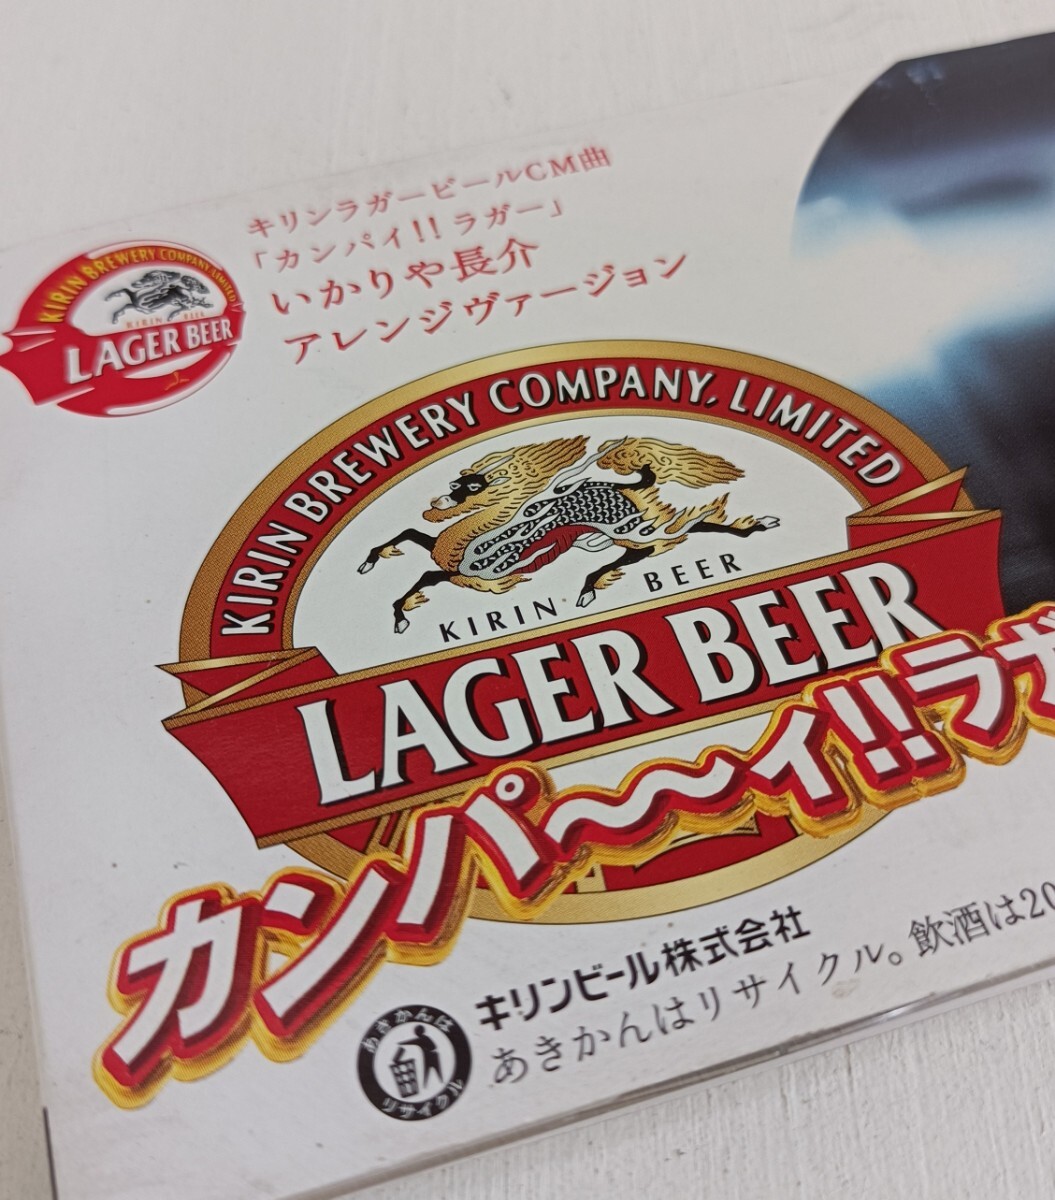 キリンラガービールCM曲
「カンパイ!! ラガー」
いかりや長介
アレンジヴァージョン
KIRIN BREWERY COMPANY, LIMITED
KIRIN BEER
LAGER BEER
KIRIN BREWERY COMPANY, LIMITED
KIRIN BEER
LAGER BEER
カンパ〜〜イ!!ラガ
キリンビール株式会社
あきかんはリサイクル。飲酒は20
あきかんは
リサイクル